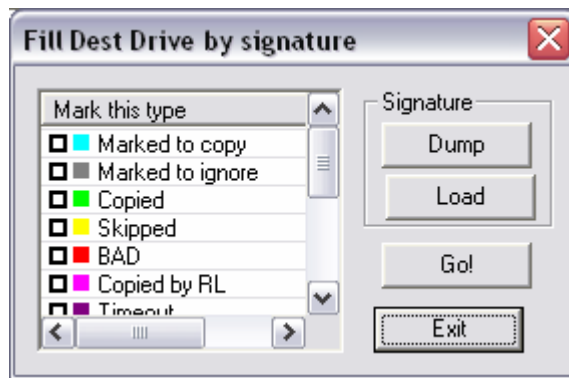 Fill Dest Drive by signature
Mark this type
Marked to copy
Marked to ignore
Copied
Skipped
BAD
Copied by RL
Timeout
Signature
Dump
Load
Go!
Exit